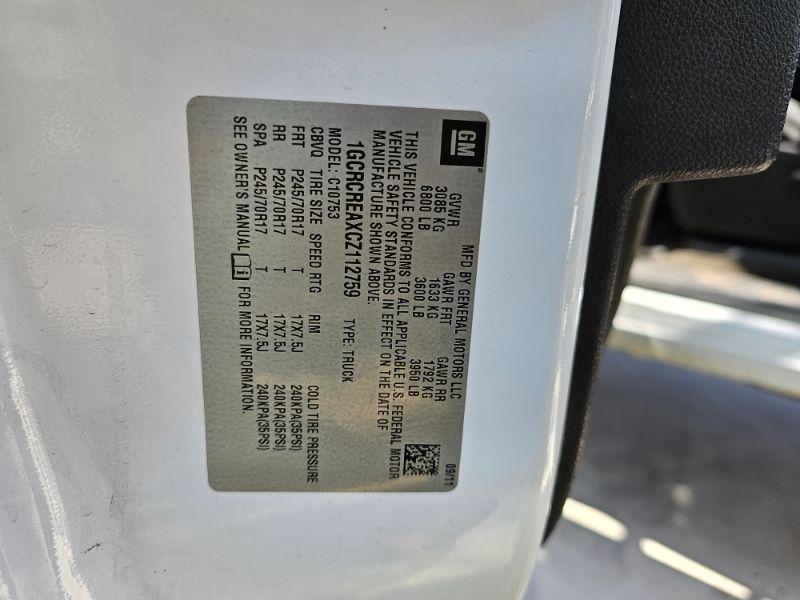 GM
MFD BY GENERAL MOTORS LLC 09/11
GVWR GAWR FRT GAWR RR
3085 KG 1633 KG 1792 KG
6800 LB 3600 LB 3950 LB
THIS VEHICLE CONFORMS TO ALL APPLICABLE U.S. FEDERAL MOTOR
VEHICLE SAFETY STANDARDS IN EFFECT ON THE DATE OF
MANUFACTURE SHOWN ABOVE.
1GCRCREAXCZ112759 TYPE: TRUCK
MODEL: C10753
CBVQ TIRE SIZE SPEED RTG RIM COLD TIRE PRESSURE
FRT P245/70R17 T 17X7.5J 240KPA(35PSI)
RR P245/70R17 T 17X7.5J 240KPA(35PSI)
SPA P245/70R17 T 17X7.5J 240KPA(35PSI)
SEE OWNER'S MANUAL i FOR MORE INFORMATION.